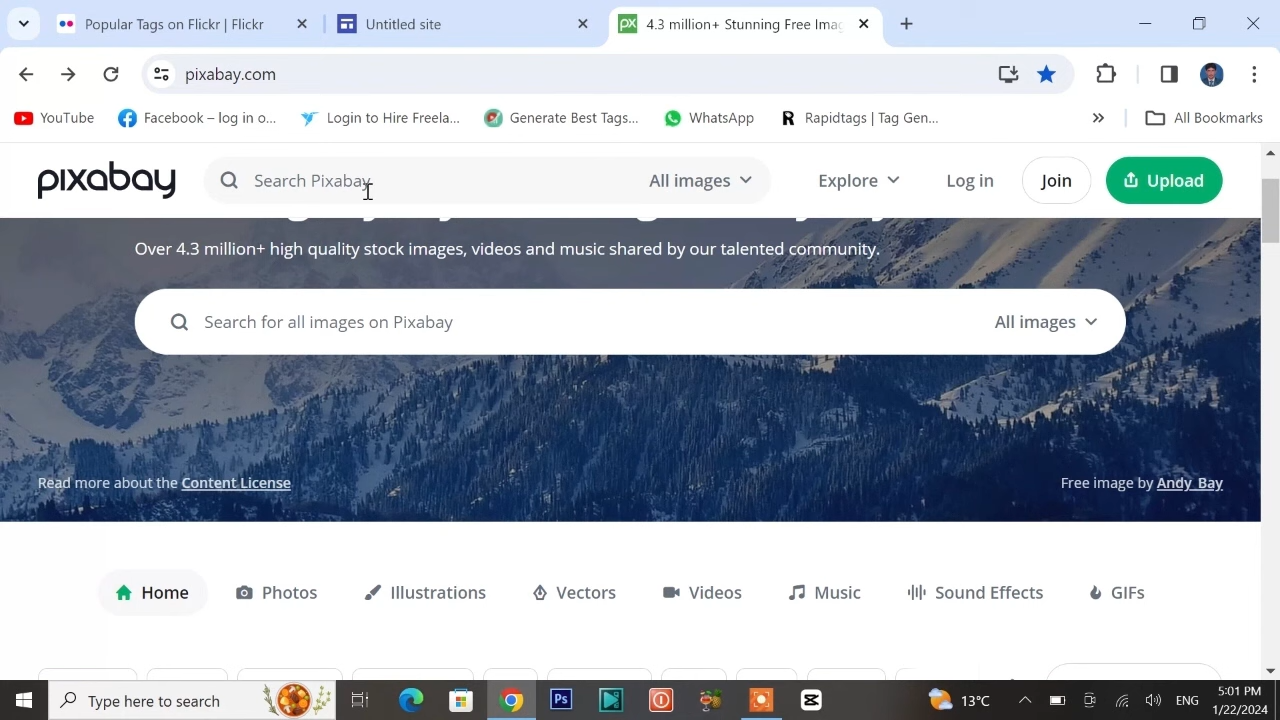 Popular Tags on Flickr | Flickr
Untitled site
4.3 million+ Stunning Free Imag
pixabay.com
YouTube
Facebook – log in o...
Login to Hire Freela...
Generate Best Tags...
WhatsApp
Rapidtags | Tag Gen...
All Bookmarks
pixabay
Search Pixabay
All images
Explore
Log in
Join
Upload
Over 4.3 million+ high quality stock images, videos and music shared by our talented community.
Search for all images on Pixabay
All images
Read more about the Content License
Free image by Andy_Bay
Home
Photos
Illustrations
Vectors
Videos
Music
Sound Effects
GIFs
Type here to search
Ps
13°C
ENG
5:01 PM
1/22/2024